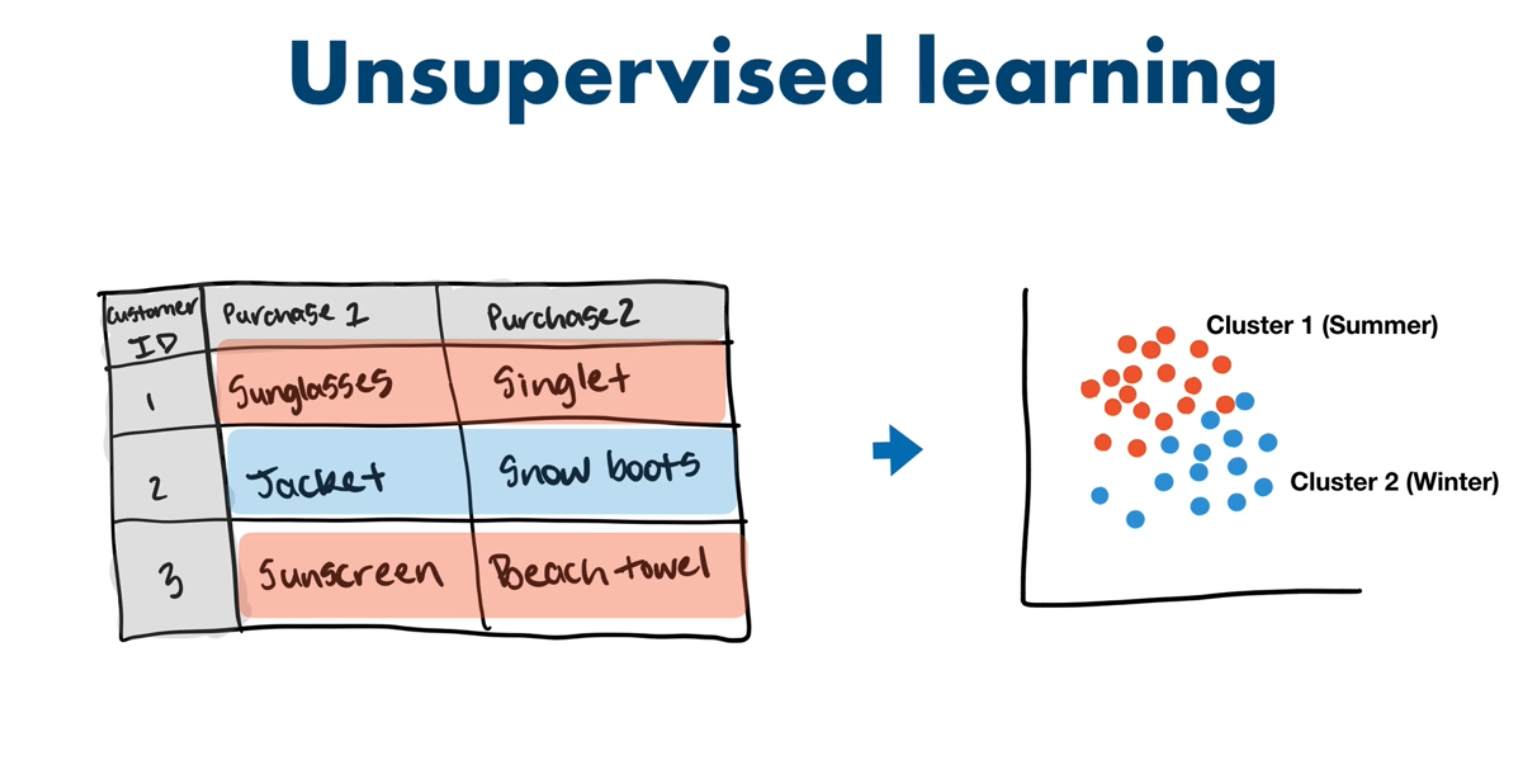 Unsupervised learning
Customer ID
Purchase 1
Purchase2
1
Sunglasses
Singlet
2
Jacket
Snow boots
3
Sunscreen
Beach towel
Cluster 1 (Summer)
Cluster 2 (Winter)